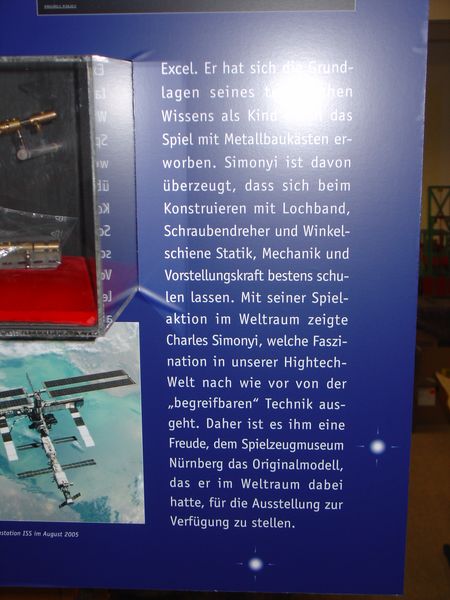 Excel. Er hat sich die Grund-
lagen seines
Wissens als Kind das
Spiel mit Metallbaukästen er-
worben. Simonyi ist davon
überzeugt, dass sich beim
Konstruieren mit Lochband,
Schraubendreher und Winkel-
schiene Statik, Mechanik und
Vorstellungskraft bestens schu-
len lassen. Mit seiner Spiel-
aktion im Weltraum zeigte
Charles Simonyi, welche Faszi-
nation in unserer Hightech-
Welt nach wie vor von der
„begreifbaren“ Technik aus-
geht. Daher ist es ihm eine
Freude, dem Spielzeugmuseum
Nürnberg das Originalmodell,
das er im Weltraum dabei
hatte, für die Ausstellung zur
Verfügung zu stellen.
station ISS im August 2005